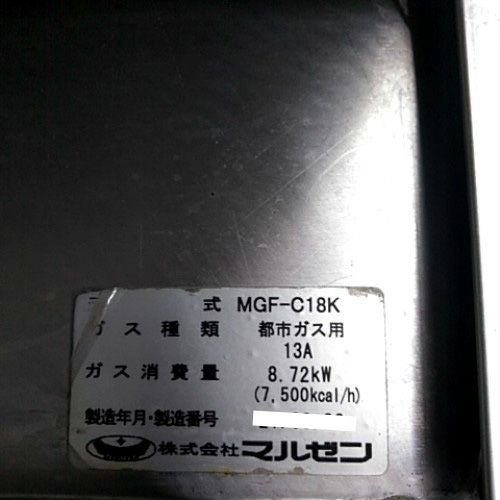 式 MGF-C18K
ガス種類 都市ガス用
13A
ガス消費量 8.72kW
(7,500kcal/h)
製造年月・製造番号
株式会社マルゼン